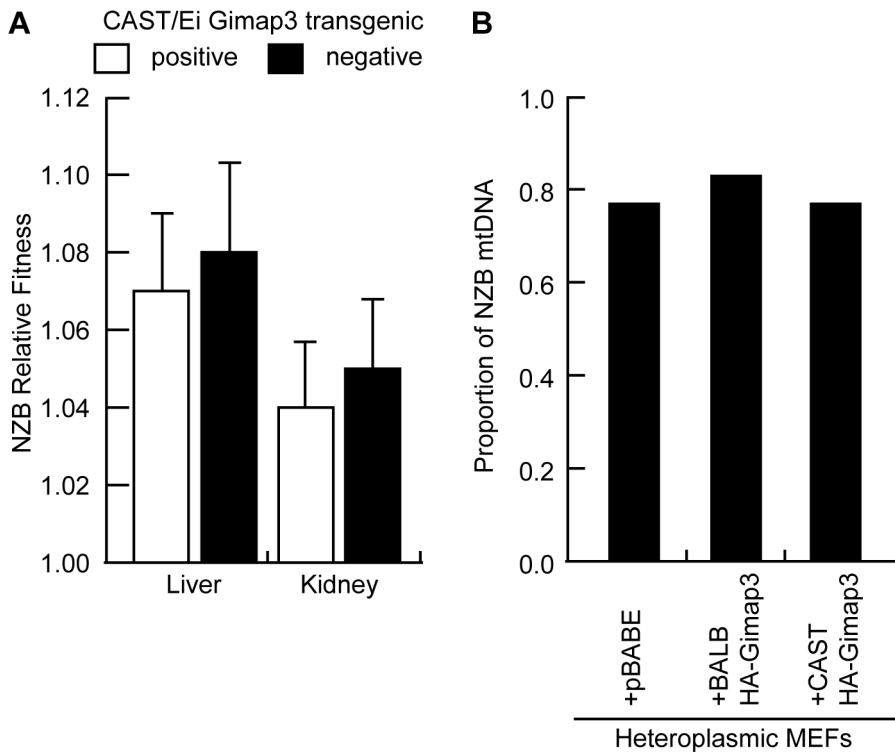 A
CAST/Ei Gimap3 transgenic
positive
negative
NZB Relative Fitness
1.12
1.10
1.08
1.06
1.04
1.02
1.00
Liver
Kidney
B
Proportion of NZB mtDNA
1.0
0.8
0.6
0.4
0.2
0.0
+pBABE
+BALB
HA-Gimap3
+CAST
HA-Gimap3
Heteroplasmic MEFs